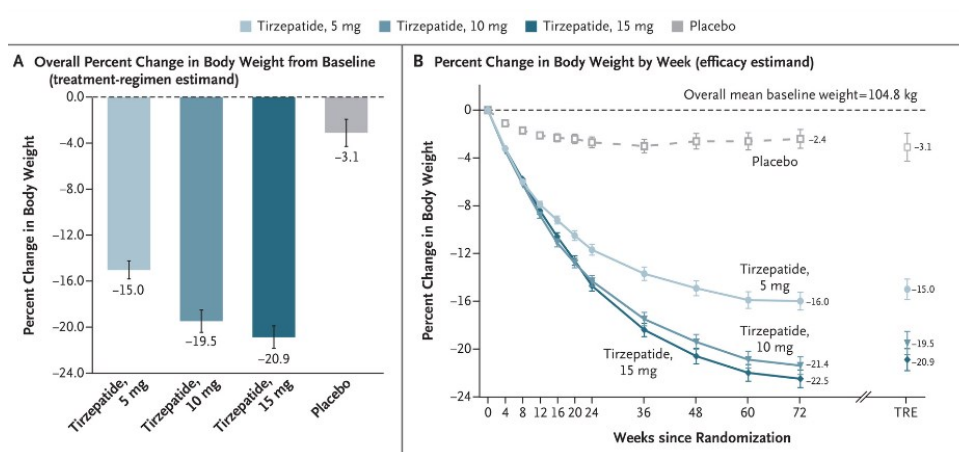 Tirzepatide, 5 mg Tirzepatide, 10 mg Tirzepatide, 15 mg Placebo
A Overall Percent Change in Body Weight from Baseline
(treatment-regimen estimand)
Percent Change in Body Weight
0.0
−4.0
−8.0
−12.0
−16.0
−20.0
−24.0
−15.0
−19.5
−20.9
−3.1
Tirzepatide,
5 mg
Tirzepatide,
10 mg
Tirzepatide,
15 mg
Placebo
B Percent Change in Body Weight by Week (efficacy estimand)
Overall mean baseline weight=104.8 kg
Percent Change in Body Weight
0
−4
−8
−12
−16
−20
−24
Placebo
−2.4
−3.1
Tirzepatide,
5 mg
−16.0
−15.0
Tirzepatide,
10 mg
−21.4
−19.5
Tirzepatide,
15 mg
−22.5
−20.9
0 4 8 12 16 20 24 36 48 60 72 TRE
Weeks since Randomization